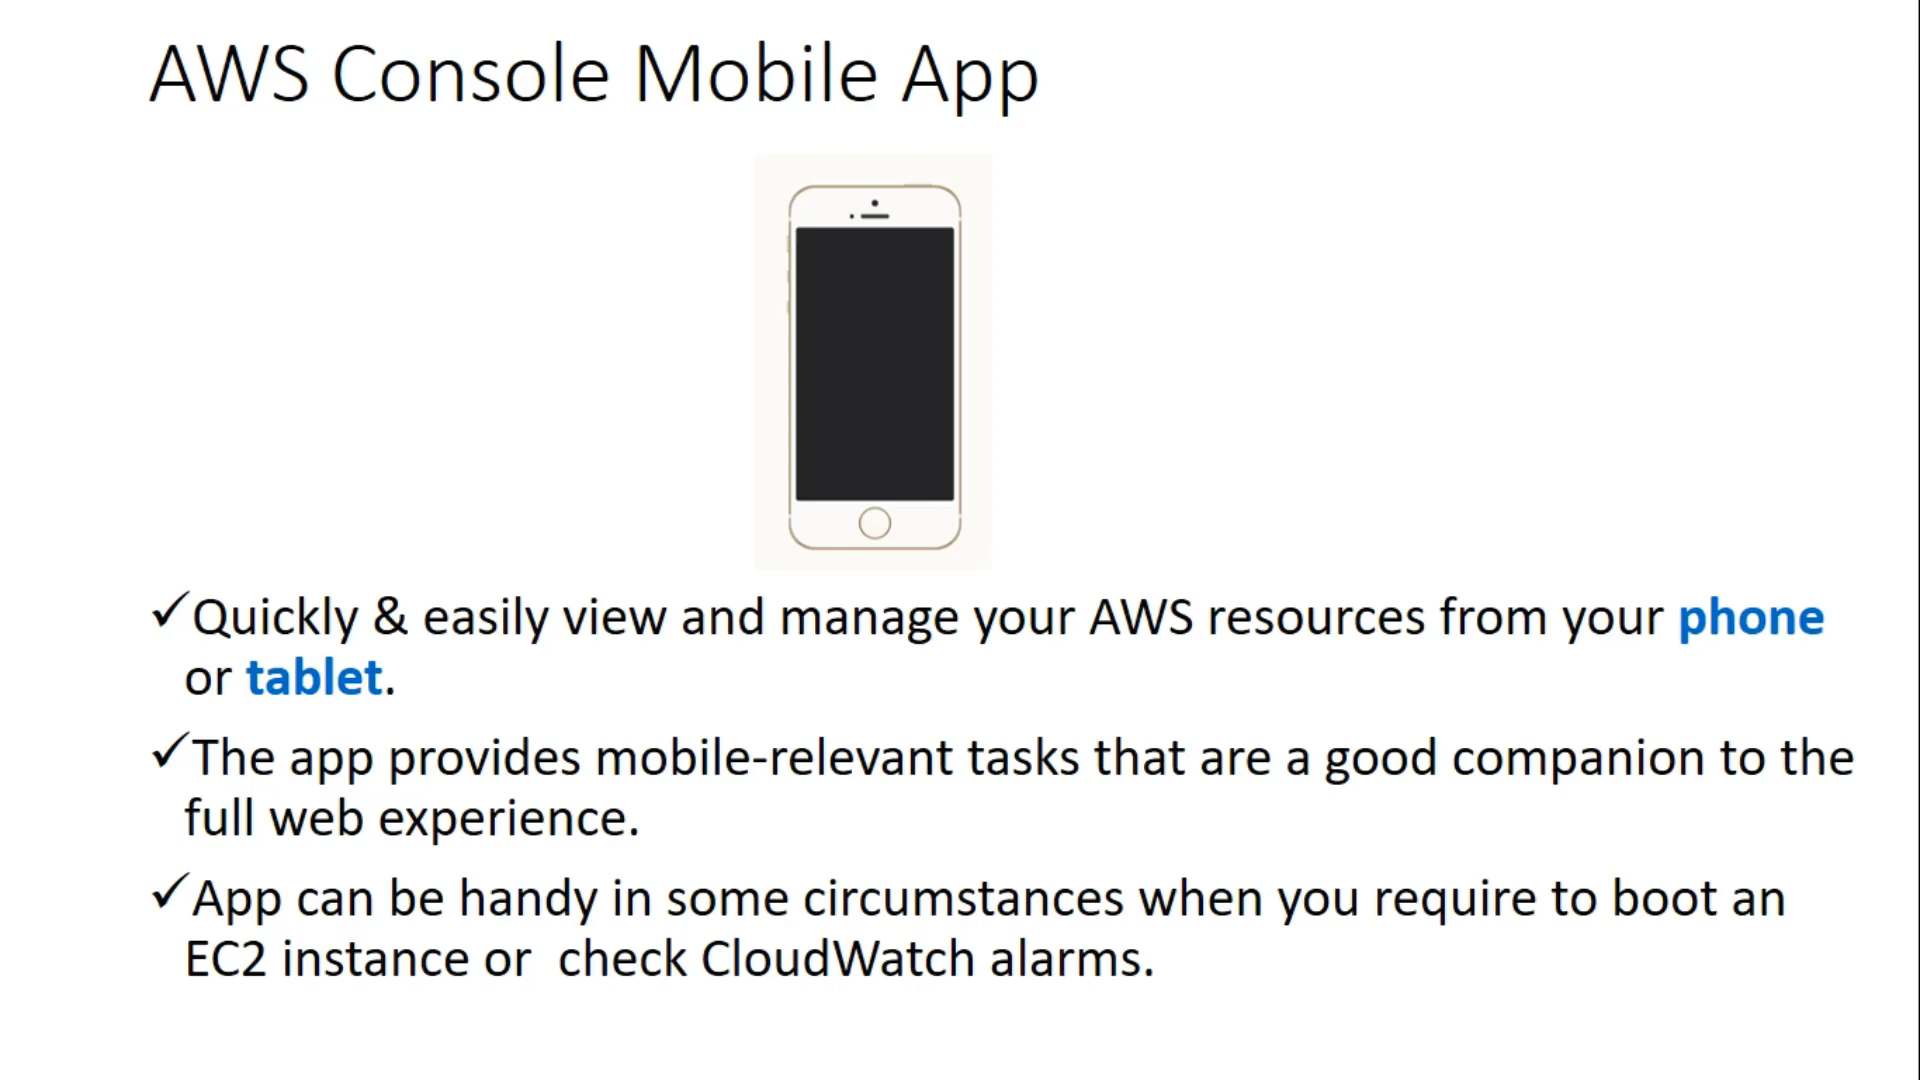 AWS Console Mobile App
✓Quickly & easily view and manage your AWS resources from your phone
or tablet.
✓The app provides mobile-relevant tasks that are a good companion to the
full web experience.
✓App can be handy in some circumstances when you require to boot an
EC2 instance or  check CloudWatch alarms.